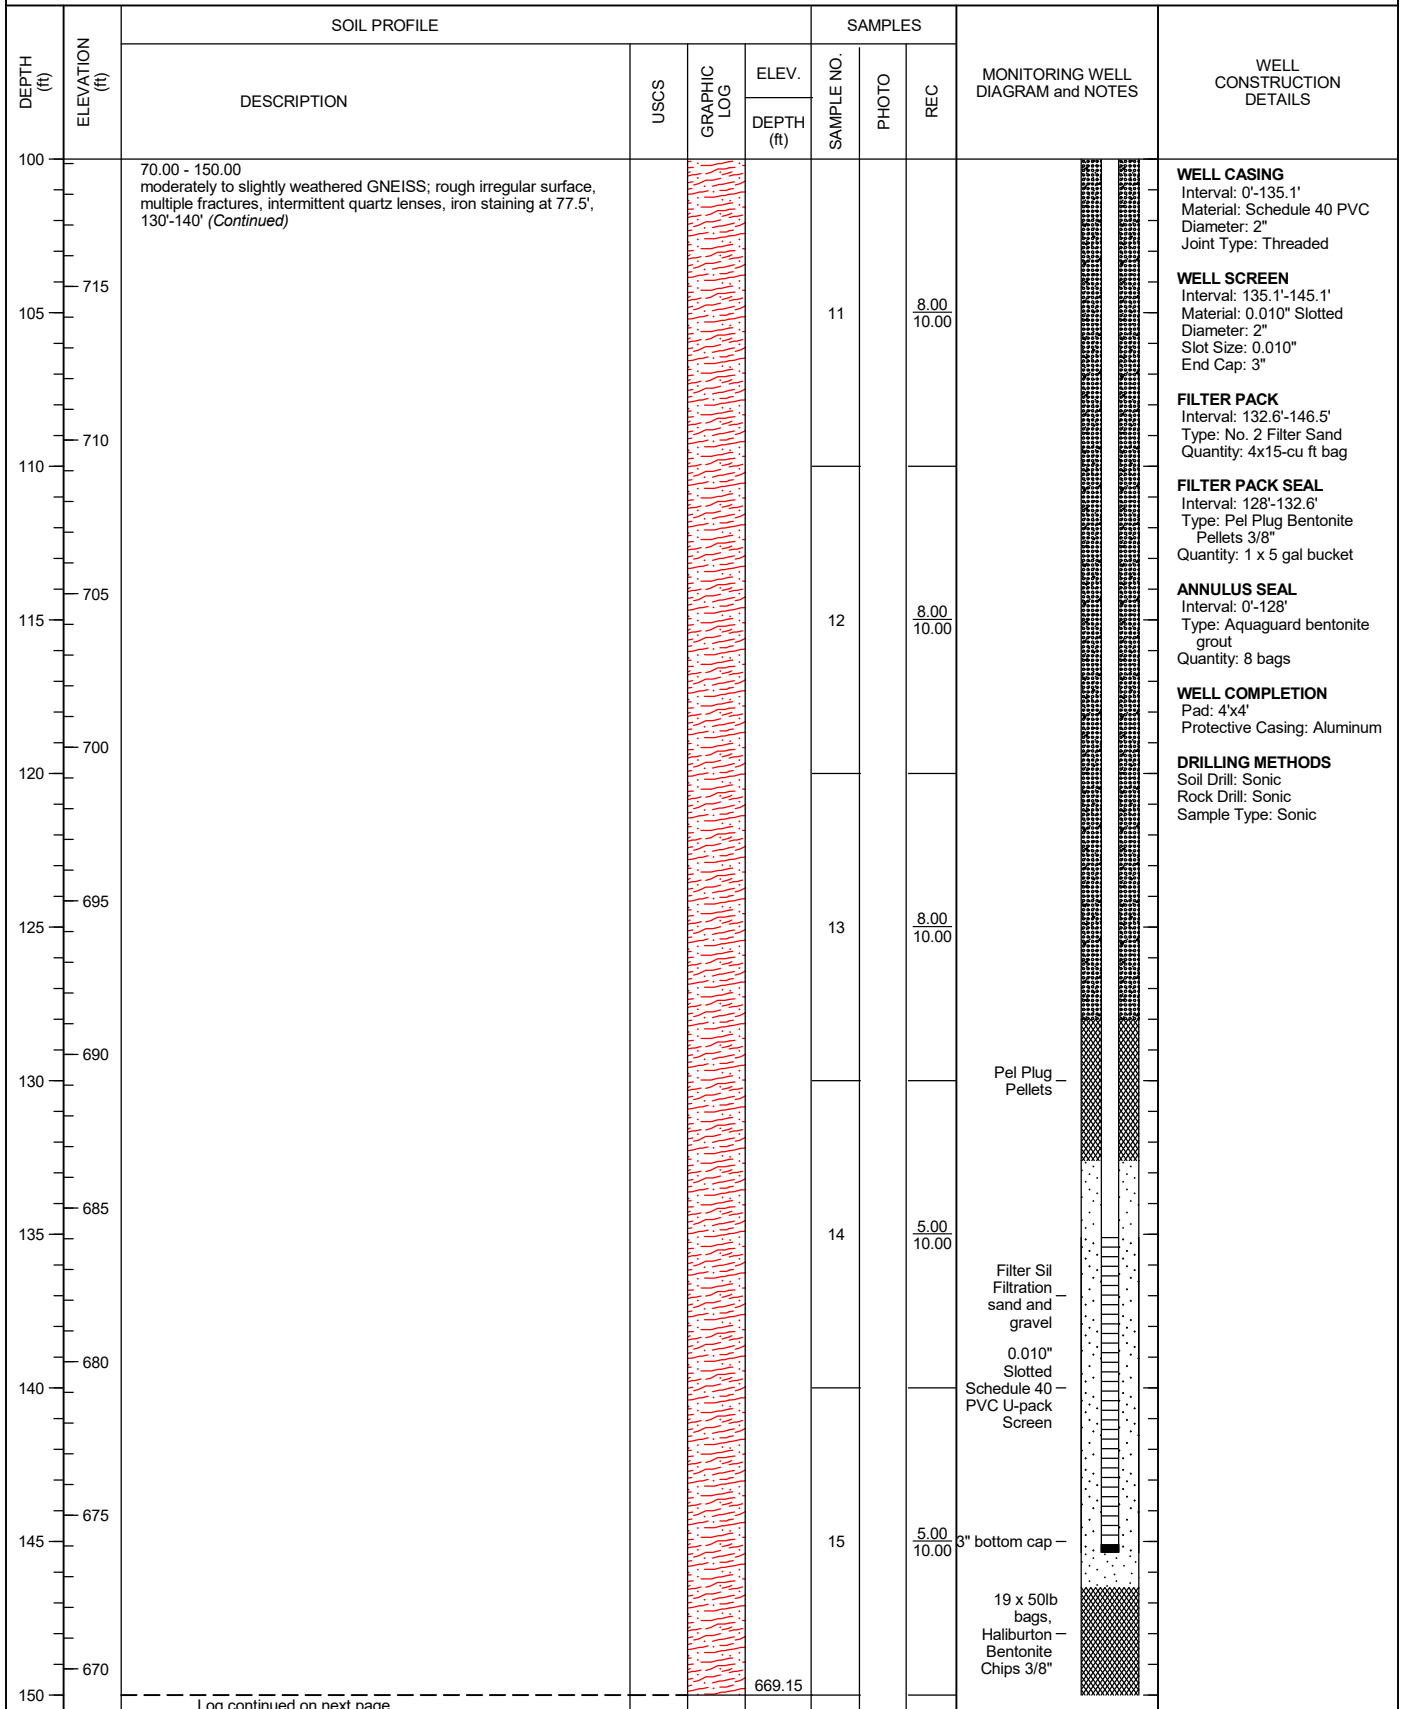 SOIL PROFILE
SAMPLES
DEPTH
(ft)
ELEVATION
(ft)
DESCRIPTION
USCS
GRAPHIC
LOG
ELEV.
DEPTH
(ft)
SAMPLE NO.
PHOTO
REC
MONITORING WELL
DIAGRAM and NOTES
WELL
CONSTRUCTION
DETAILS
100
105
110
115
120
125
130
135
140
145
150
715
710
705
700
695
690
685
680
675
670
70.00 - 150.00
moderately to slightly weathered GNEISS; rough irregular surface,
multiple fractures, intermittent quartz lenses, iron staining at 77.5',
130'-140' (Continued)
Log continued on next page
669.15
11
8.00
10.00
12
8.00
10.00
13
8.00
10.00
14
5.00
10.00
15
5.00
10.00
Pel Plug
Pellets
Filter Sil
Filtration
sand and
gravel
0.010"
Slotted
Schedule 40
PVC U-pack
Screen
3" bottom cap
19 x 50lb
bags,
Haliburton
Bentonite
Chips 3/8"
WELL CASING
Interval: 0'-135.1'
Material: Schedule 40 PVC
Diameter: 2"
Joint Type: Threaded
WELL SCREEN
Interval: 135.1'-145.1'
Material: 0.010" Slotted
Diameter: 2"
Slot Size: 0.010"
End Cap: 3"
FILTER PACK
Interval: 132.6'-146.5'
Type: No. 2 Filter Sand
Quantity: 4x15-cu ft bag
FILTER PACK SEAL
Interval: 128'-132.6'
Type: Pel Plug Bentonite
Pellets 3/8"
Quantity: 1 x 5 gal bucket
ANNULUS SEAL
Interval: 0'-128'
Type: Aquaguard bentonite
grout
Quantity: 8 bags
WELL COMPLETION
Pad: 4'x4'
Protective Casing: Aluminum
DRILLING METHODS
Soil Drill: Sonic
Rock Drill: Sonic
Sample Type: Sonic